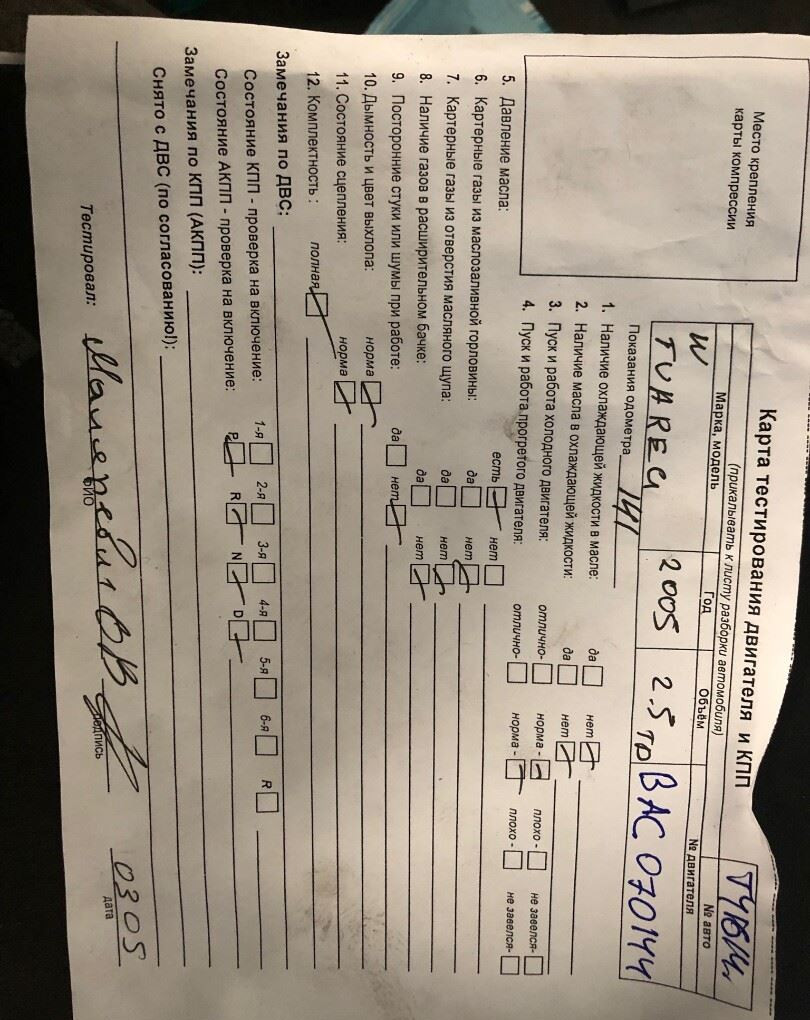 Место крепления
карты компрессии
Карта тестирования двигателя и КПП
(прикалывать к листу разборки автомобиля)
Марка, модель Год Объём № двигателя № авто
W TUAREG 2005 2.5 TD BAC 070144
Показания одометра 141
1. Наличие охлаждающей жидкости в масле: да нет
2. Наличие масла в охлаждающей жидкости: да нет
3. Пуск и работа холодного двигателя: отлично- норма - плохо - не завелся-
4. Пуск и работа прогретого двигателя: отлично- норма - плохо - не завелся-
5. Давление масла: есть нет
6. Картерные газы из маслозаливной горловины: да нет
7. Картерные газы из отверстия масляного щупа: да нет
8. Наличие газов в расширительном бачке: да нет
9. Посторонние стуки или шумы при работе: да нет
10. Дымность и цвет выхлопа: норма
11. Состояние сцепления: норма
12. Комплектность : полная
Замечания по ДВС:
Состояние КПП - проверка на включение: 1-я 2-я 3-я 4-я 5-я 6-я R
Состояние АКПП - проверка на включение: P R N D
Замечания по КПП (АКПП):
Снято с ДВС (по согласованию!):
Тестировал: 0305
ФИО подпись дата